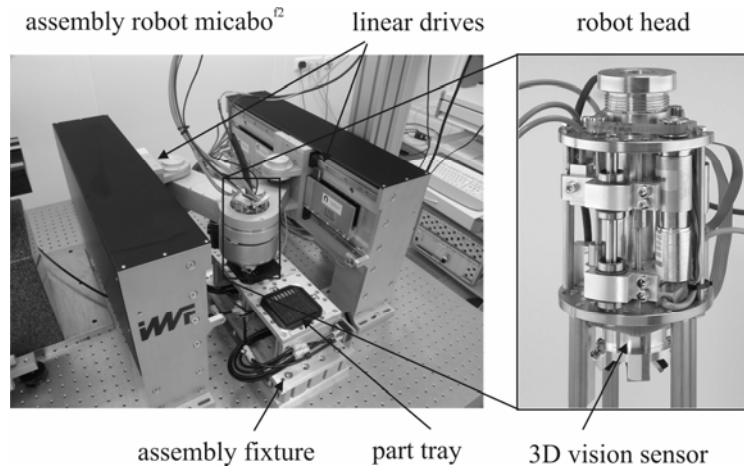 assembly robot micabo^f2 linear drives robot head
iWF
assembly fixture part tray 3D vision sensor